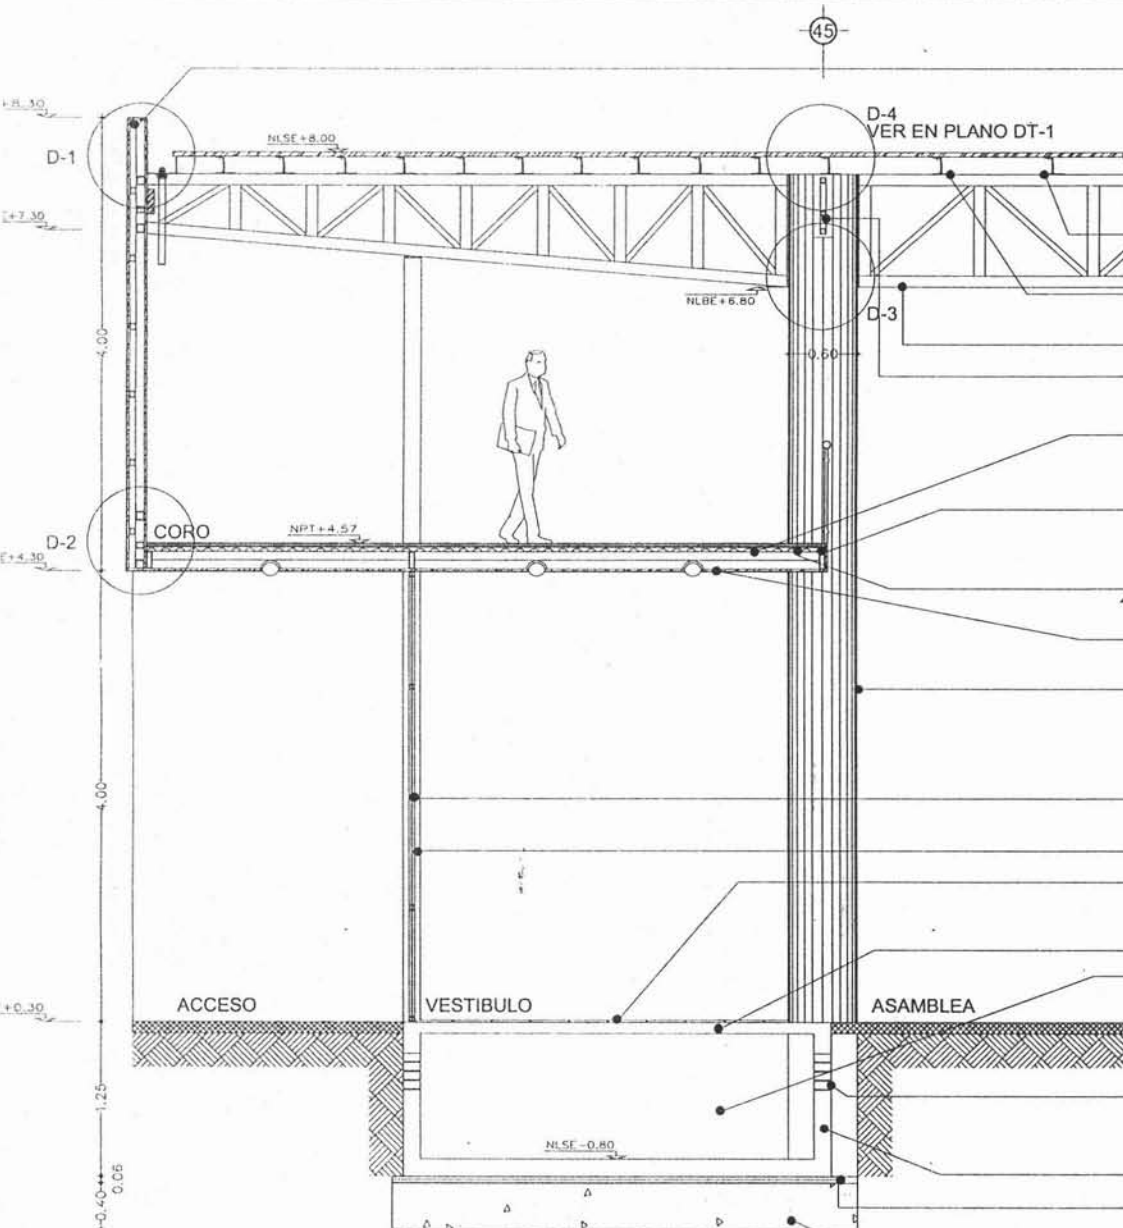 45
+8.30
D-4
VER EN PLANO DT-1
NLSE+8.00
D-1
E+7.30
NLBE+6.80
D-3
4.00
0.60
CORO
NPT+4.57
D-2
E+4.30
4.00
ACCESO
VESTIBULO
ASAMBLEA
+0.30
1.25
NLSE-0.80
0.06
0.40